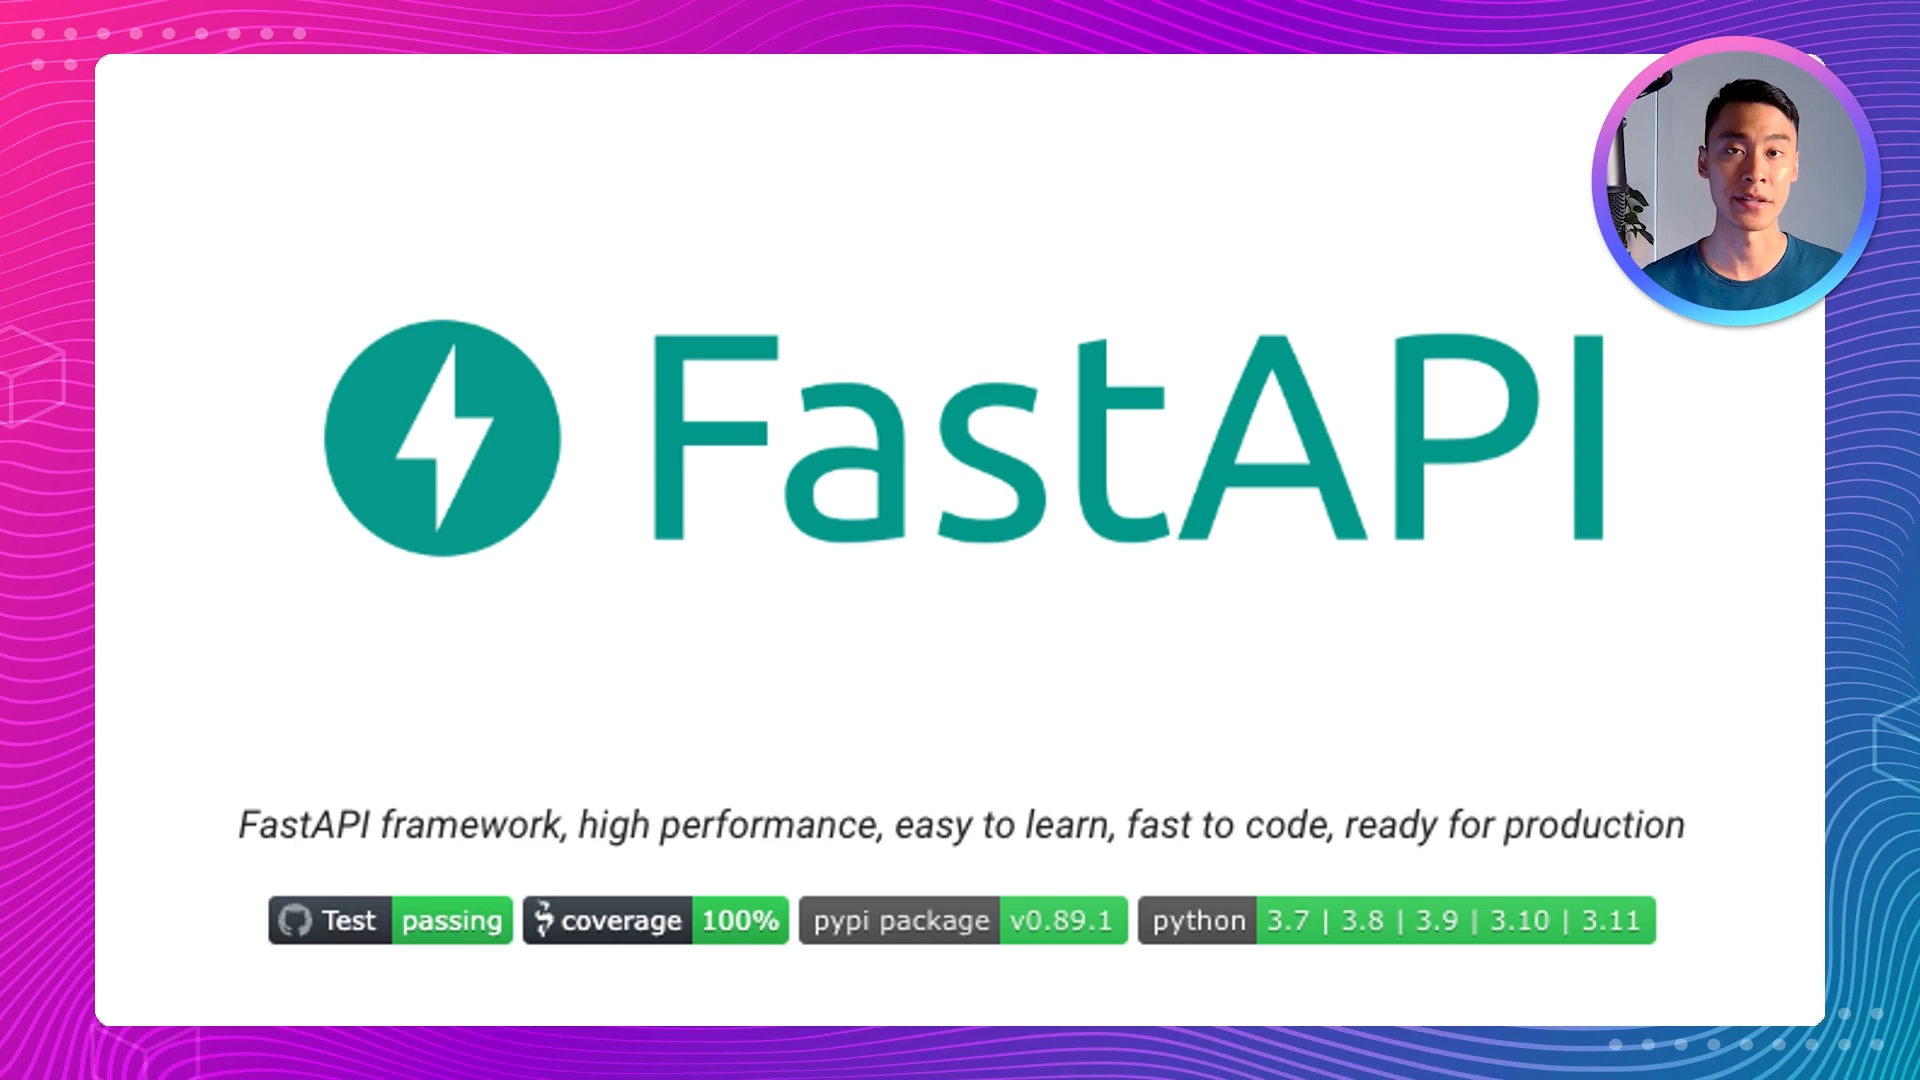 FastAPI
FastAPI framework, high performance, easy to learn, fast to code, ready for production
Test passing coverage 100% pypi package v0.89.1 python 3.7 | 3.8 | 3.9 | 3.10 | 3.11